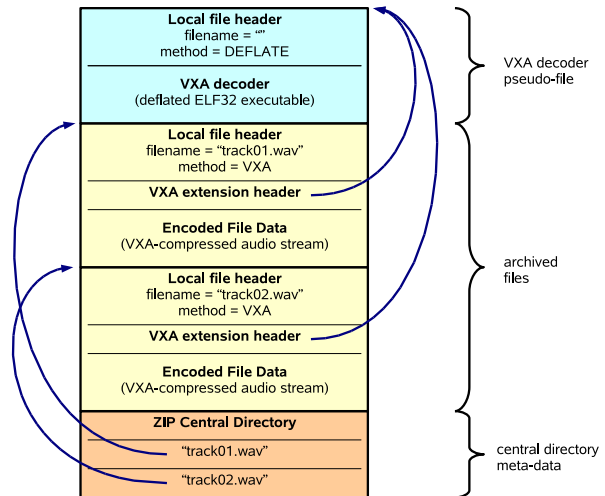 Local file header
filename = “”
method = DEFLATE
VXA decoder
(deflated ELF32 executable)
VXA decoder
pseudo-file
Local file header
filename = “track01.wav”
method = VXA
VXA extension header
Encoded File Data
(VXA-compressed audio stream)
Local file header
filename = “track02.wav”
method = VXA
VXA extension header
Encoded File Data
(VXA-compressed audio stream)
archived
files
ZIP Central Directory
“track01.wav”
“track02.wav”
central directory
meta-data